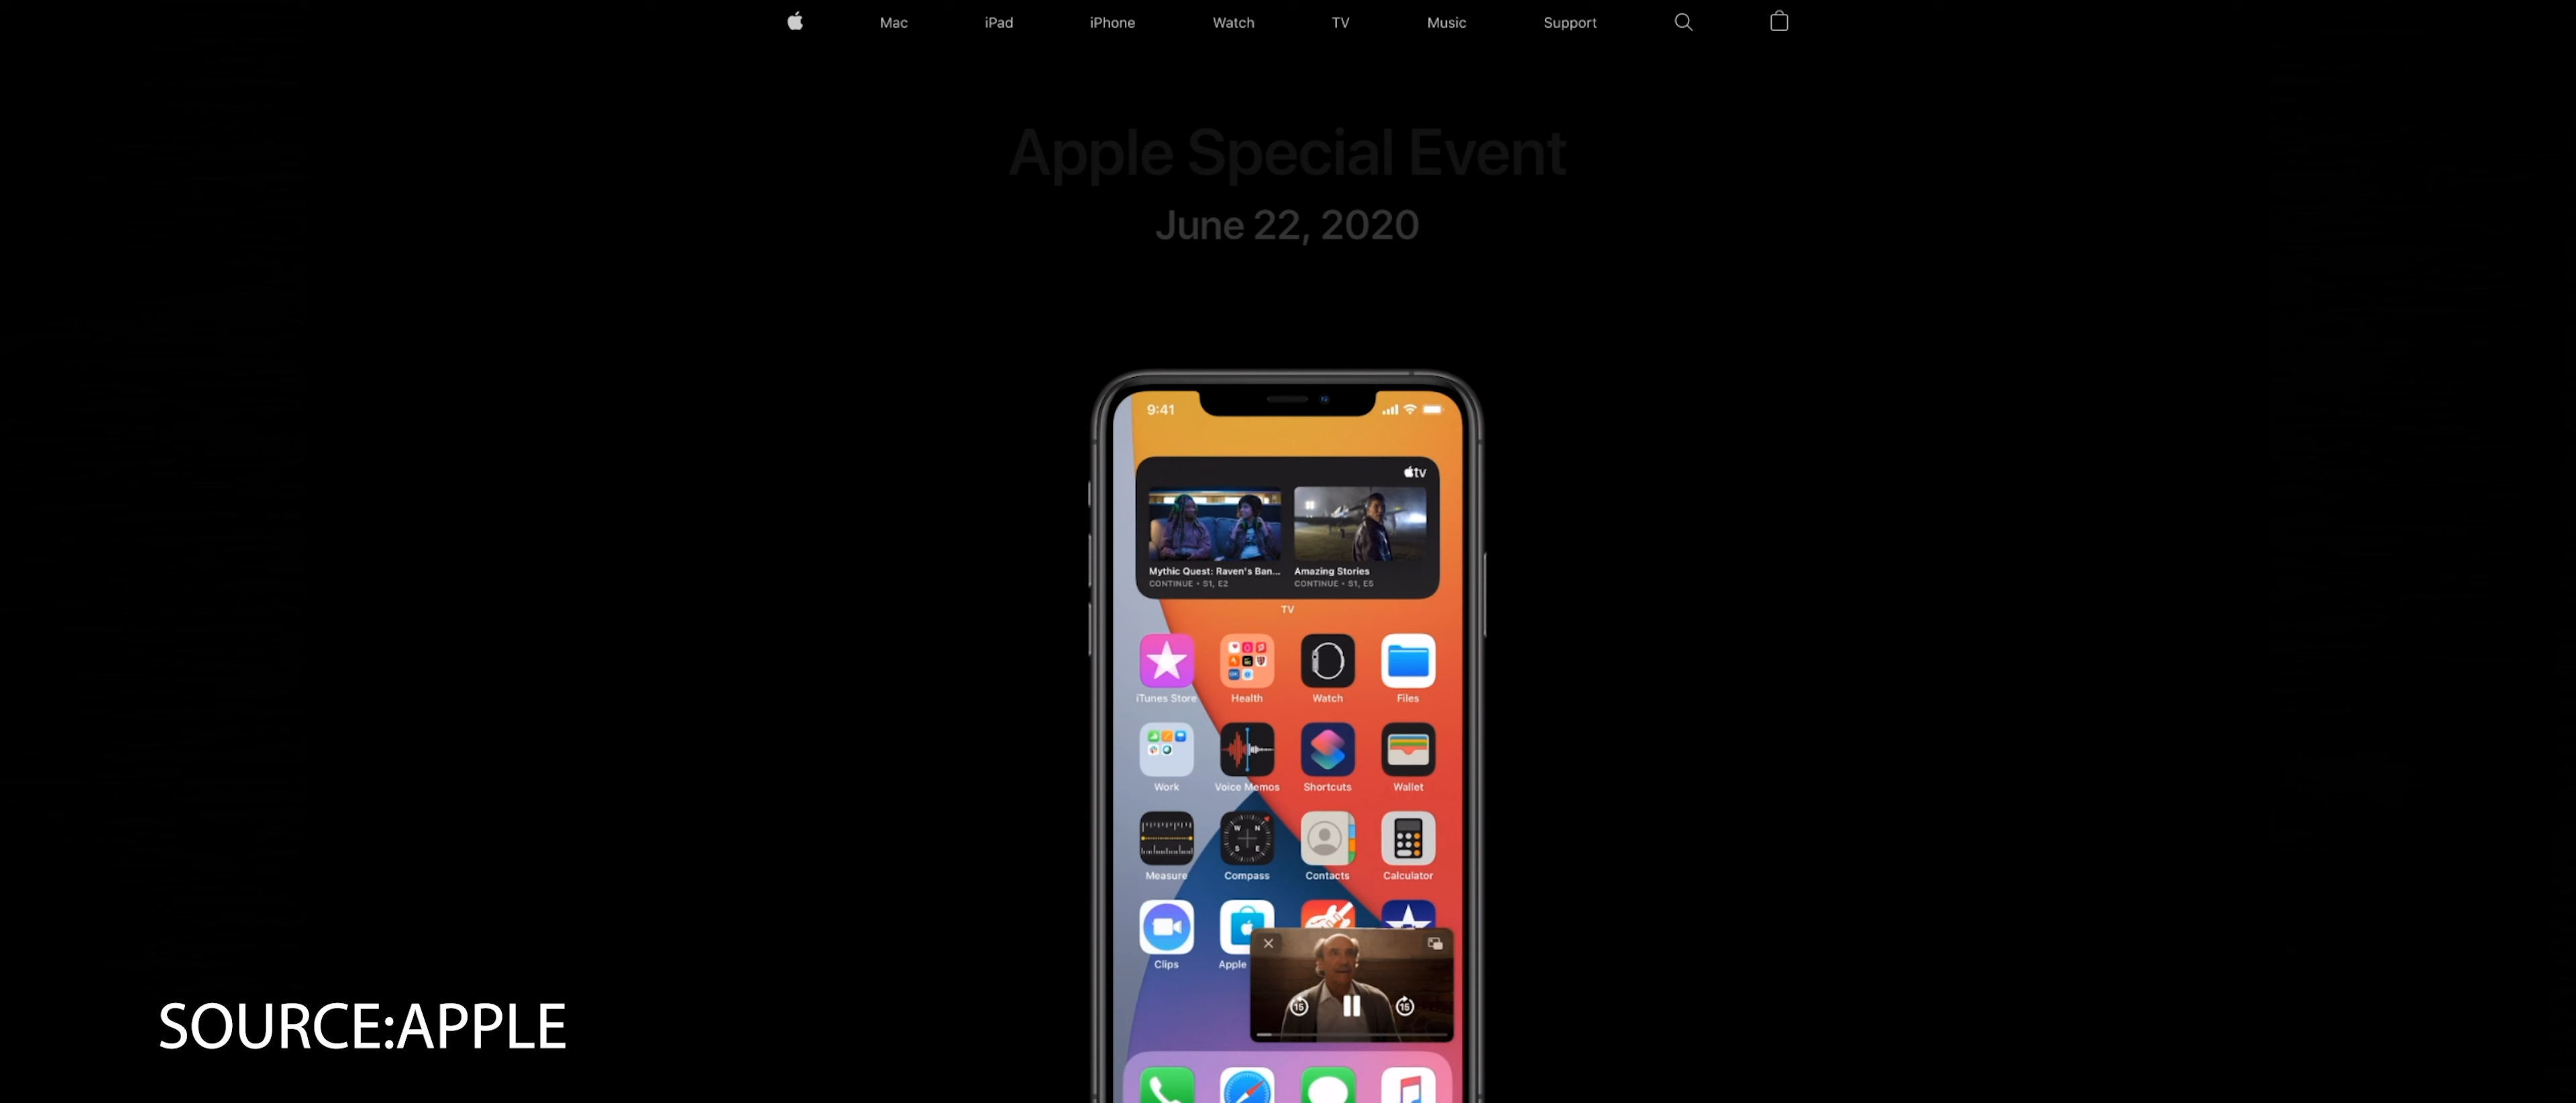 Mac iPad iPhone Watch TV Music Support
Apple Special Event
June 22, 2020
9:41
tv
Mythic Quest: Raven's Ban... Amazing Stories
CONTINUE • S1, E2 CONTINUE • S1, E5
TV
iTunes Store Health Watch Files
Work Voice Memos Shortcuts Wallet
W N
S E
Measure Compass Contacts Calculator
Clips Apple
15 15
SOURCE:APPLE